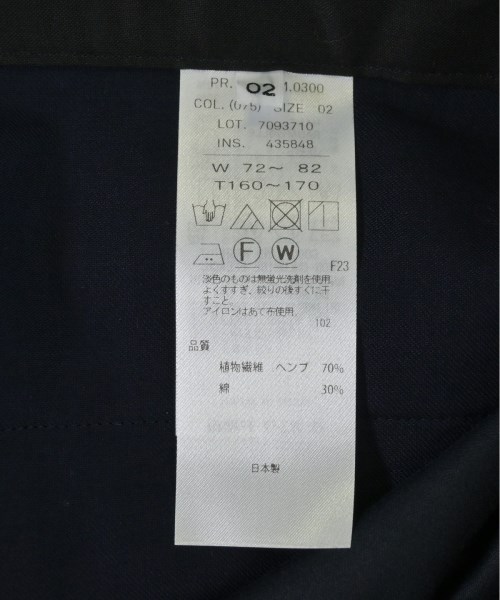 PR. 02 1.0300
COL. (075) SIZE 02
LOT. 7093710
INS. 435848
W 72～ 82
T160～170
F W
F23
淡色のものは無蛍光洗剤を使用
よくすすぎ、絞りの後すぐに干
すこと。
アイロンはあて布使用.
102
品質
植物繊維 ヘンプ 70%
綿 30%
日本製